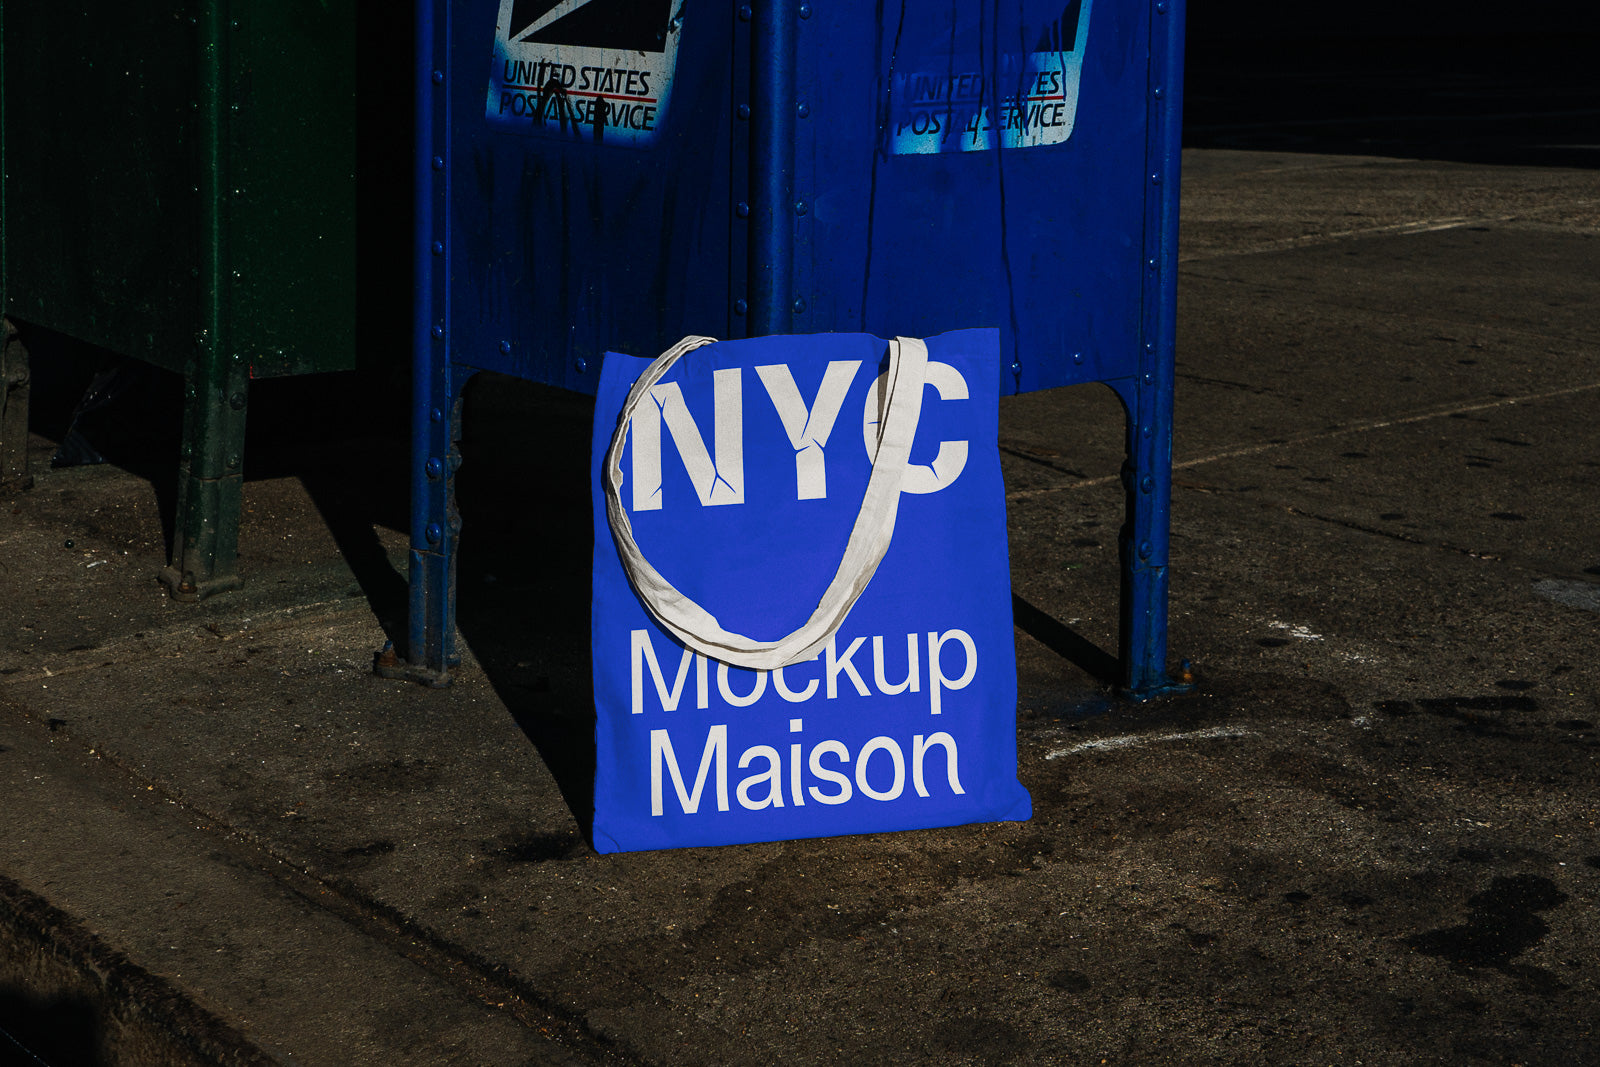 UNITED STATES
POSTAL SERVICE
UNITED STATES
POSTAL SERVICE.
NYC
Mockup
Maison